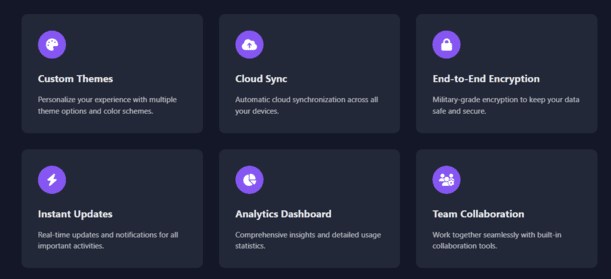 Custom Themes
Personalize your experience with multiple
theme options and color schemes.
Cloud Sync
Automatic cloud synchronization across all
your devices.
End-to-End Encryption
Military-grade encryption to keep your data
safe and secure.
Instant Updates
Real-time updates and notifications for all
important activities.
Analytics Dashboard
Comprehensive insights and detailed usage
statistics.
Team Collaboration
Work together seamlessly with built-in
collaboration tools.